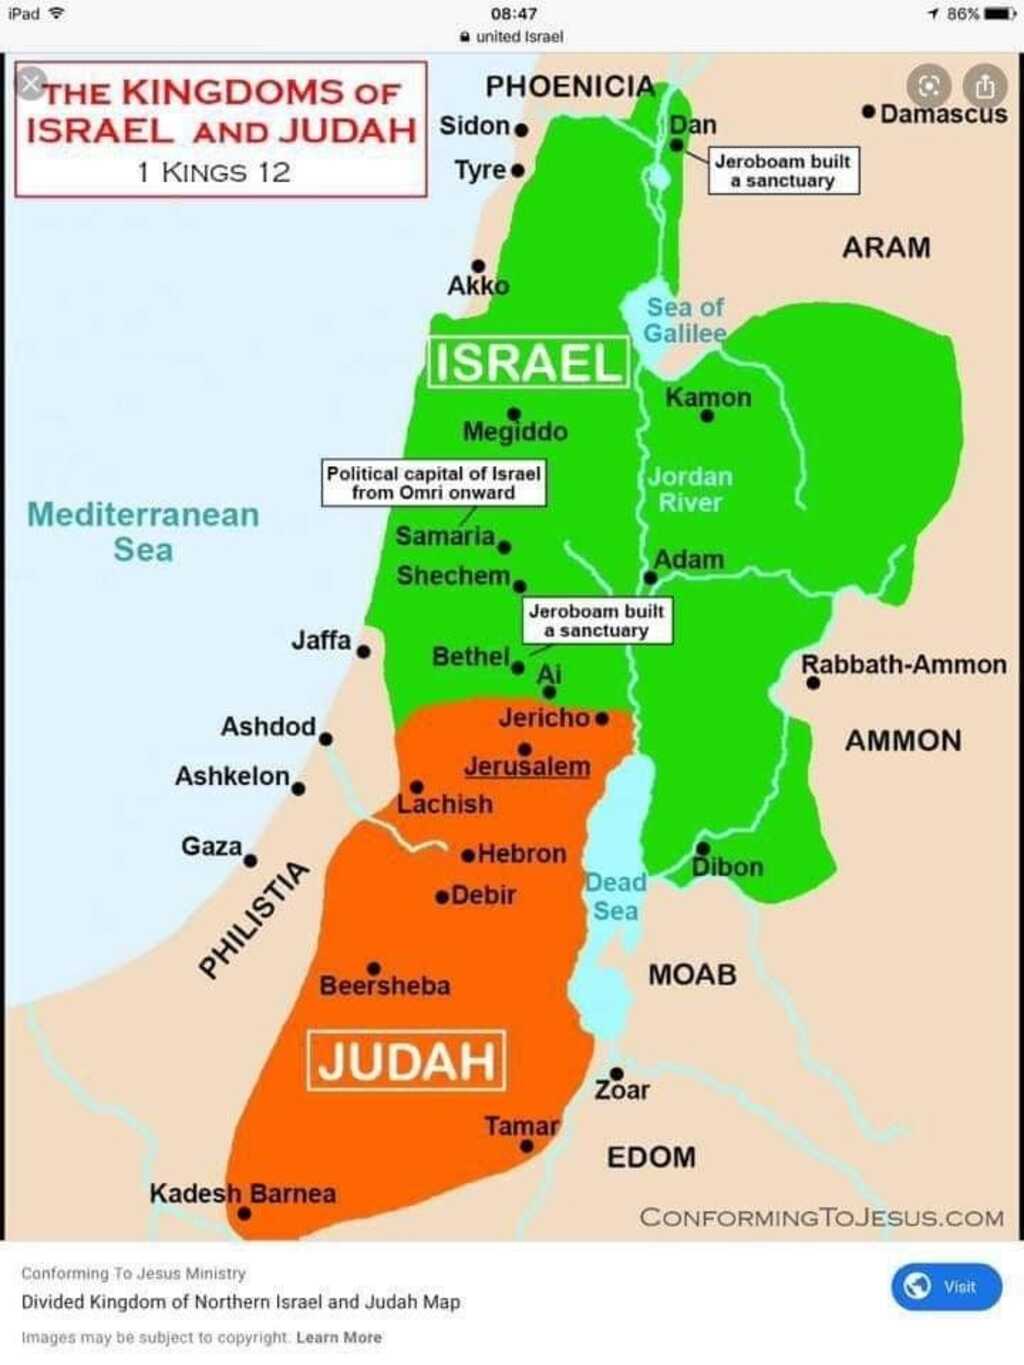 iPad
08:47
86%
united Israel
THE KINGDOMS OF
ISRAEL AND JUDAH
1 KINGS 12
PHOENICIA
Sidon
Dan
Damascus
Tyre
Jeroboam built
a sanctuary
ARAM
Akko
Sea of
Galilee
ISRAEL
Kamon
Megiddo
Political capital of Israel
from Omri onward
Jordan
River
Mediterranean
Sea
Samaria
Adam
Shechem
Jeroboam built
a sanctuary
Jaffa
Bethel
Ai
Rabbath-Ammon
Jericho
Ashdod
AMMON
Jerusalem
Ashkelon
Lachish
Gaza
Hebron
Dibon
Dead
Sea
Debir
PHILISTIA
MOAB
Beersheba
JUDAH
Zoar
Tamar
EDOM
Kadesh Barnea
CONFORMINGTOJESUS.COM
Conforming To Jesus Ministry
Visit
Divided Kingdom of Northern Israel and Judah Map
Images may be subject to copyright. Learn More